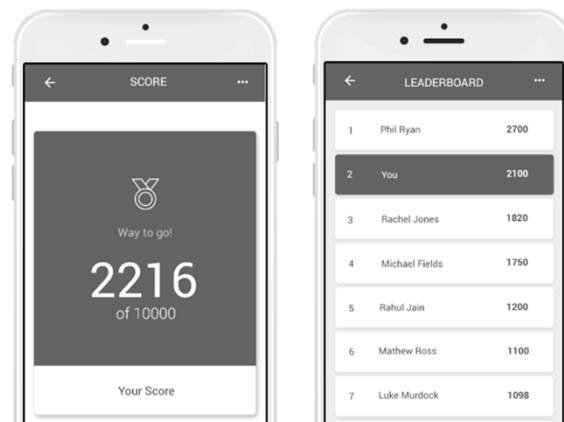 SCORE
Way to go!
2216
of 10000
Your Score
LEADERBOARD
1 Phil Ryan 2700
2 You 2100
3 Rachel Jones 1820
4 Michael Fields 1750
5 Rahul Jain 1200
6 Mathew Ross 1100
7 Luke Murdock 1098